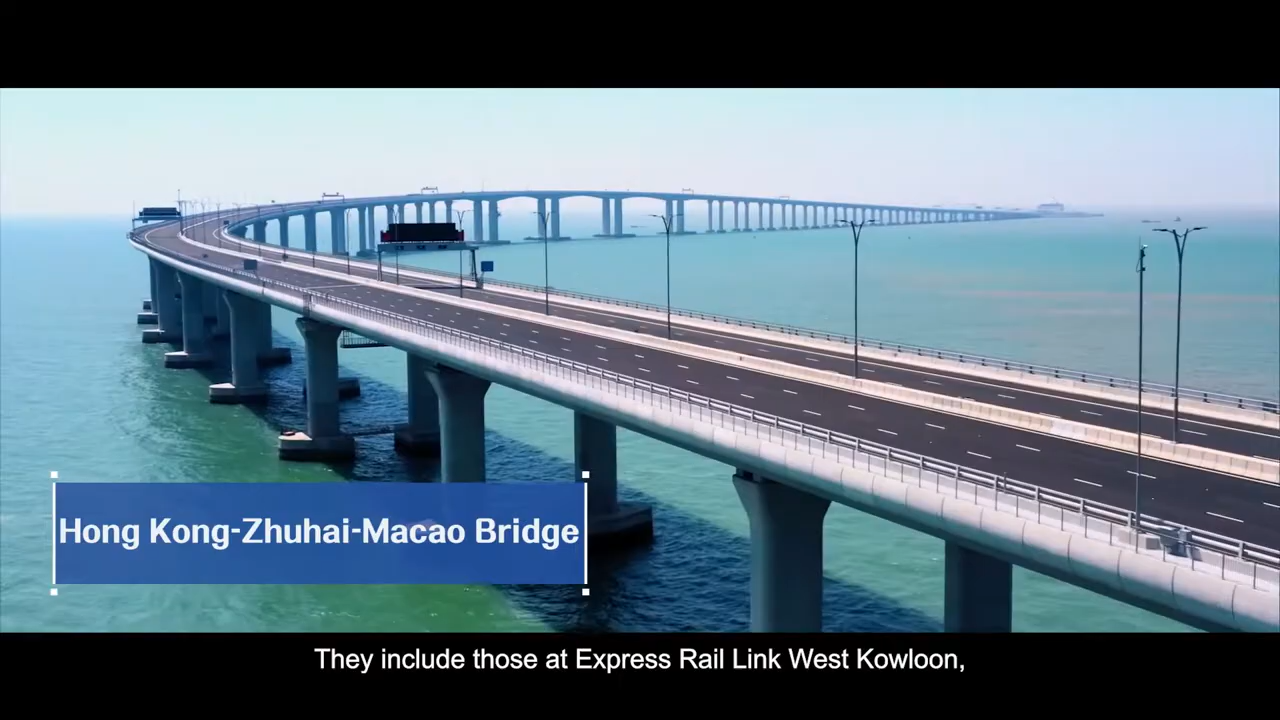 Hong Kong-Zhuhai-Macao Bridge
They include those at Express Rail Link West Kowloon,